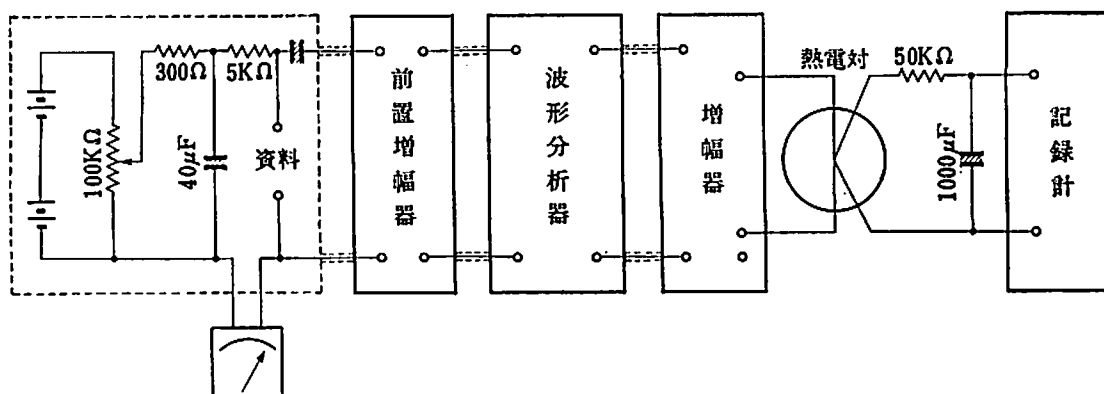 300Ω
5KΩ
100KΩ
40μF
資料
前置増幅器
波形分析器
増幅器
熱電対
50KΩ
1000μF
記録計